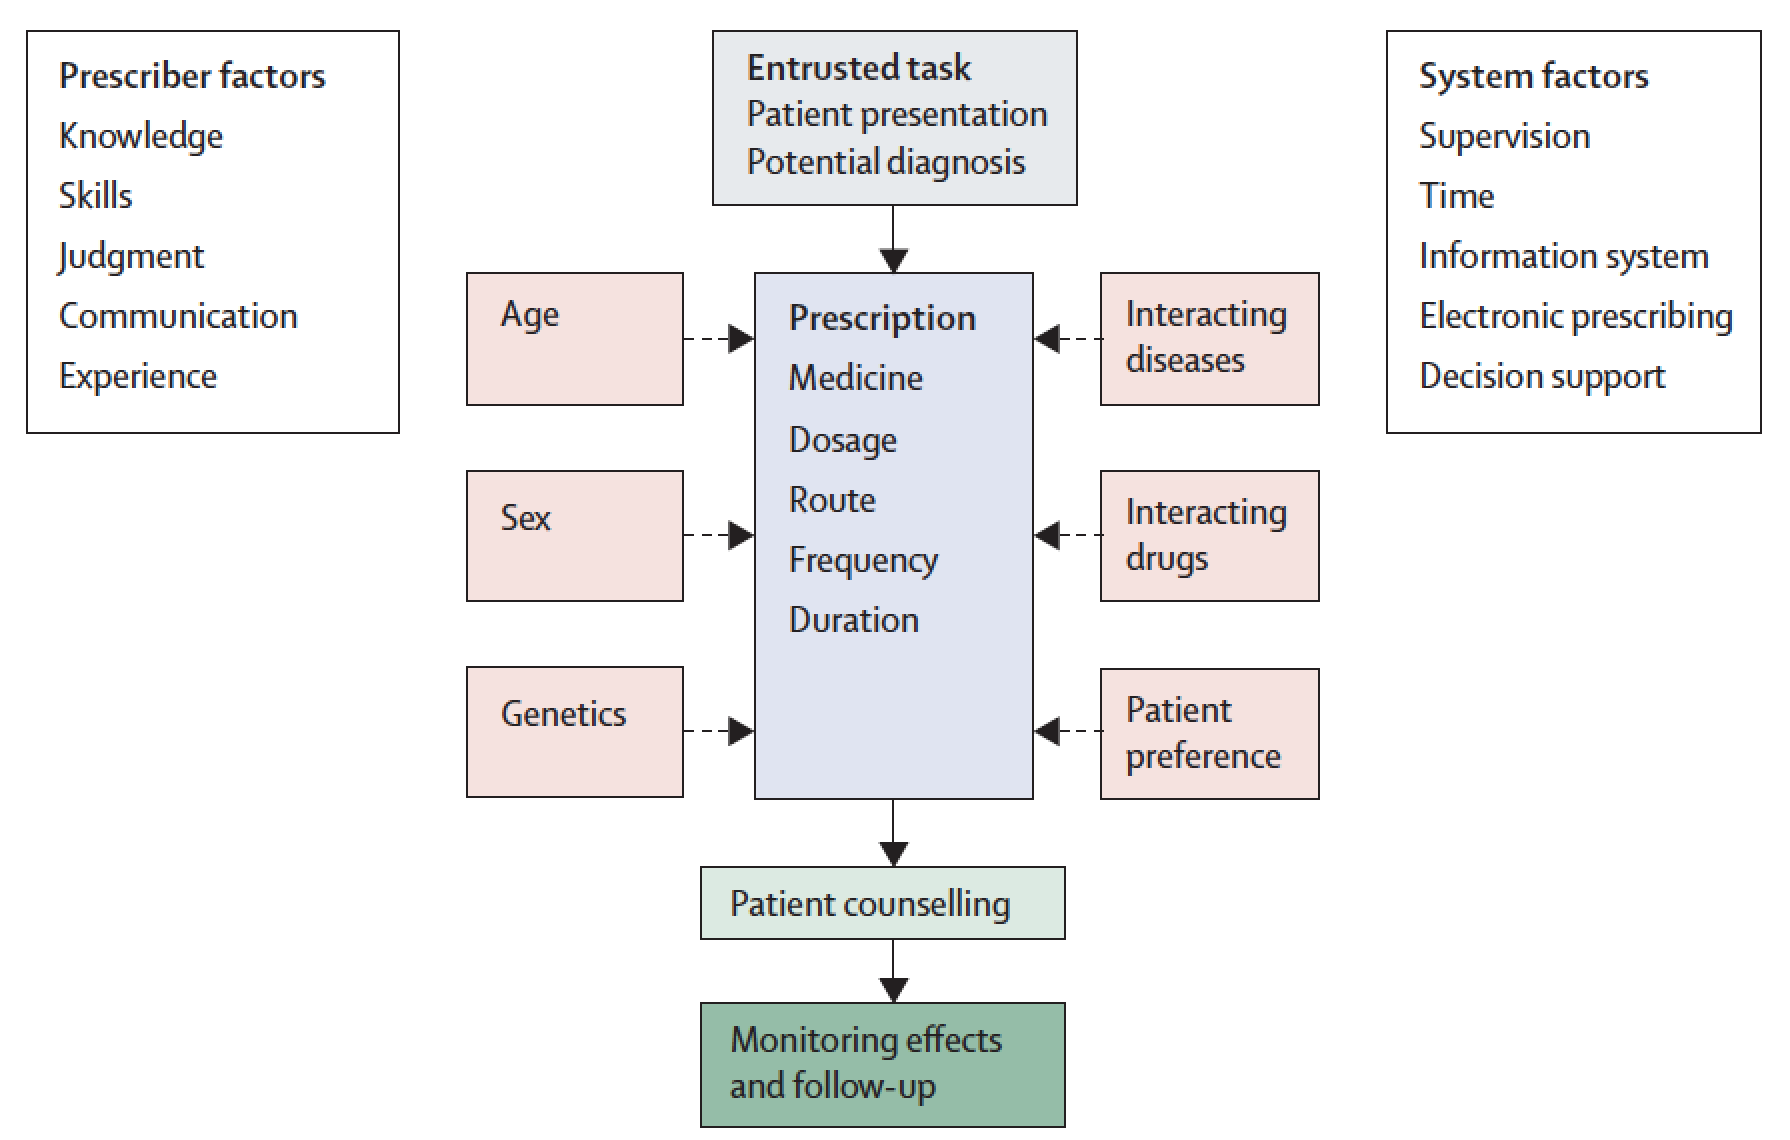 Prescriber factors
Knowledge
Skills
Judgment
Communication
Experience
Entrusted task
Patient presentation
Potential diagnosis
System factors
Supervision
Time
Information system
Electronic prescribing
Decision support
Age
Sex
Genetics
Prescription
Medicine
Dosage
Route
Frequency
Duration
Interacting
diseases
Interacting
drugs
Patient
preference
Patient counselling
Monitoring effects
and follow-up